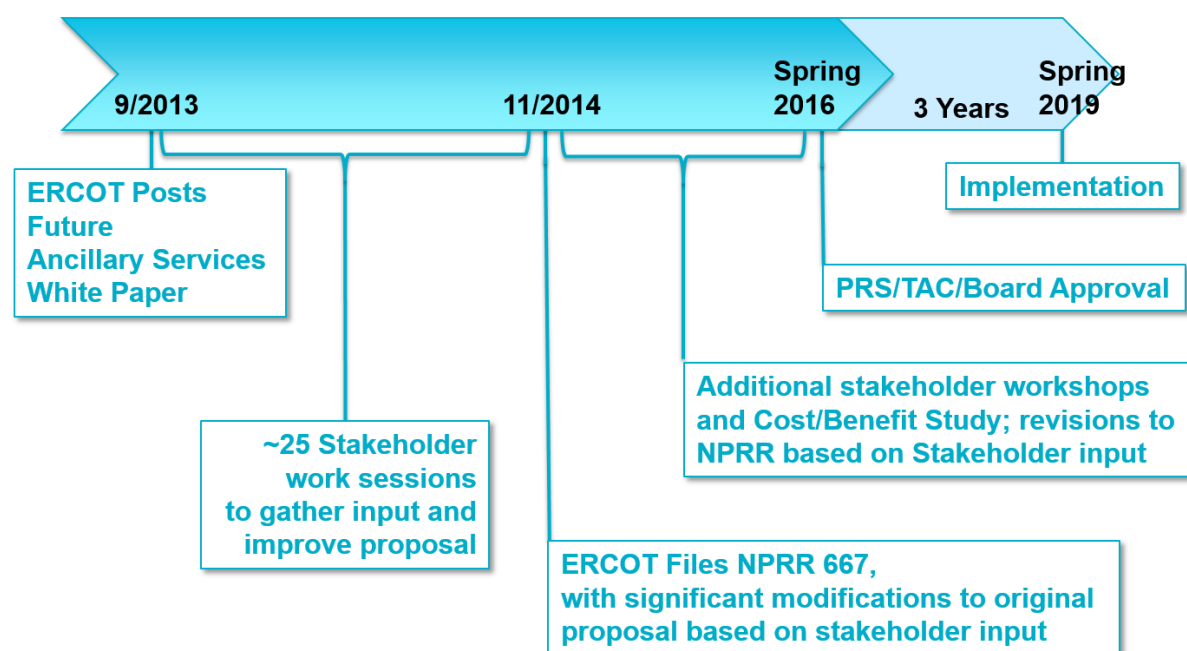 9/2013
11/2014
Spring
2016
3 Years
Spring
2019
ERCOT Posts
Future
Ancillary Services
White Paper
~25 Stakeholder
work sessions
to gather input and
improve proposal
ERCOT Files NPRR 667,
with significant modifications to original
proposal based on stakeholder input
Additional stakeholder workshops
and Cost/Benefit Study; revisions to
NPRR based on Stakeholder input
PRS/TAC/Board Approval
Implementation